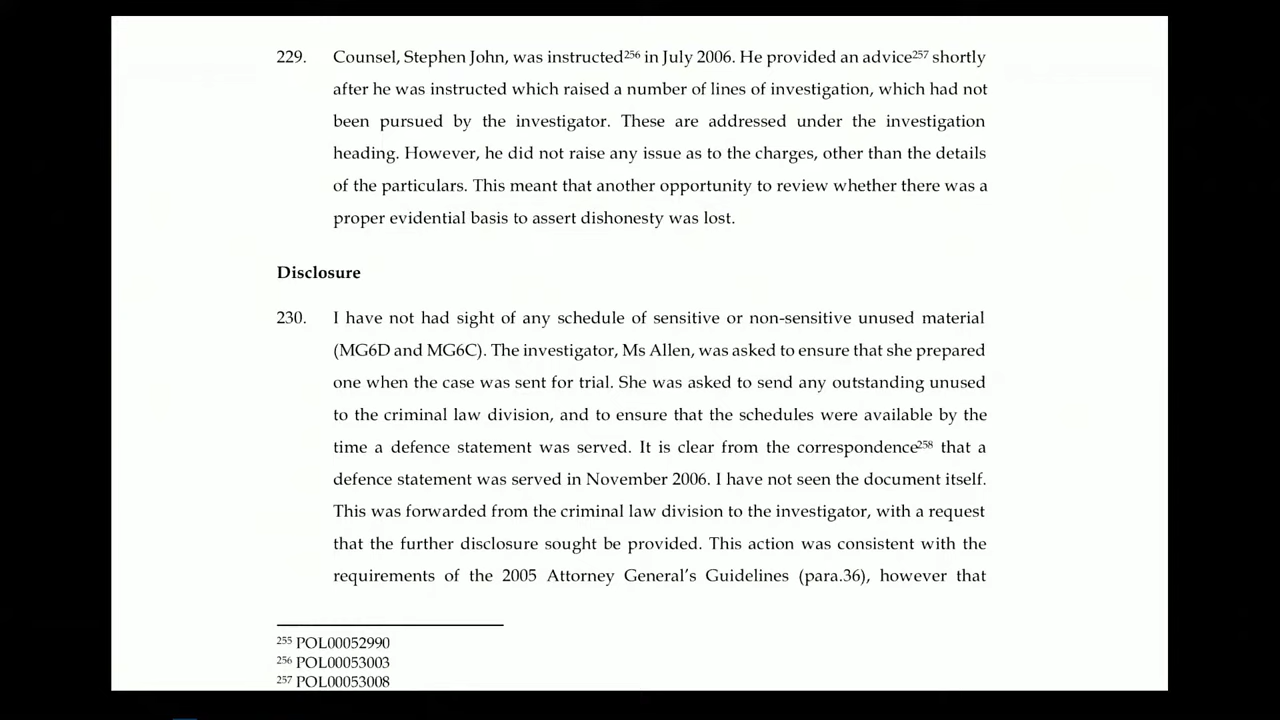 229. Counsel, Stephen John, was instructed256 in July 2006. He provided an advice257 shortly
after he was instructed which raised a number of lines of investigation, which had not
been pursued by the investigator. These are addressed under the investigation
heading. However, he did not raise any issue as to the charges, other than the details
of the particulars. This meant that another opportunity to review whether there was a
proper evidential basis to assert dishonesty was lost.
Disclosure
230. I have not had sight of any schedule of sensitive or non-sensitive unused material
(MG6D and MG6C). The investigator, Ms Allen, was asked to ensure that she prepared
one when the case was sent for trial. She was asked to send any outstanding unused
to the criminal law division, and to ensure that the schedules were available by the
time a defence statement was served. It is clear from the correspondence258 that a
defence statement was served in November 2006. I have not seen the document itself.
This was forwarded from the criminal law division to the investigator, with a request
that the further disclosure sought be provided. This action was consistent with the
requirements of the 2005 Attorney General's Guidelines (para.36), however that
255 POL00052990
256 POL00053003
257 POL00053008